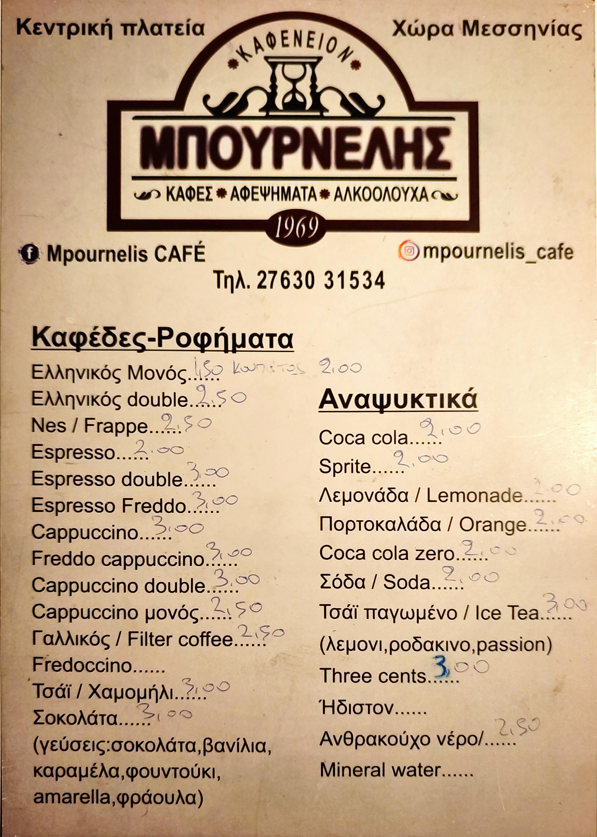 Κεντρική πλατεία
Χώρα Μεσσηνίας
ΚΑΦΕΝΕΙΟΝ
ΜΠΟΥΡΝΕΛΗΣ
ΚΑΦΕΣ * ΑΦΕΨΗΜΑΤΑ * ΑΛΚΟΟΛΟΥΧΑ
1969
Mpournelis CAFÉ
mpournelis_cafe
Τηλ. 27630 31534
Καφέδες-Ροφήματα
Ελληνικός Μονός...... 1,50 2.00
Ελληνικός double...... 2,50
Nes / Frappe...... 2,50
Espresso...... 2.00
Espresso double...... 3,00
Espresso Freddo...... 3,00
Cappuccino...... 3,00
Freddo cappuccino...... 3,00
Cappuccino double...... 3,00
Cappuccino μονός...... 2,50
Γαλλικός / Filter coffee...... 2,50
Fredoccino......
Τσάϊ / Χαμομήλι...... 3,00
Σοκολάτα...... 3,00
(γεύσεις:σοκολάτα,βανίλια,
καραμέλα,φουντούκι,
amarella,φράουλα)
Αναψυκτικά
Coca cola...... 2,00
Sprite...... 2,00
Λεμονάδα / Lemonade...... 2,00
Πορτοκαλάδα / Orange...... 2,00
Coca cola zero...... 2,00
Σόδα / Soda...... 2,00
Τσάϊ παγωμένο / Ice Tea...... 3,00
(λεμονι,ροδακινο,passion)
Three cents...... 3,00
Ήδιστον......
Ανθρακούχο νέρο/...... 2,50
Mineral water......